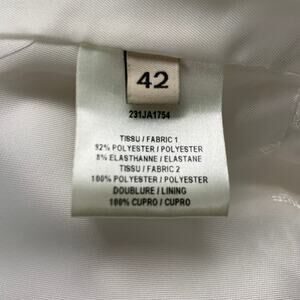 42
231JA1754
TISSU / FABRIC 1
92% POLYESTER / POLYESTER
8% ELASTHANNE / ELASTANE
TISSU / FABRIC 2
100% POLYESTER / POLYESTER
DOUBLURE / LINING
100% CUPRO / CUPRO